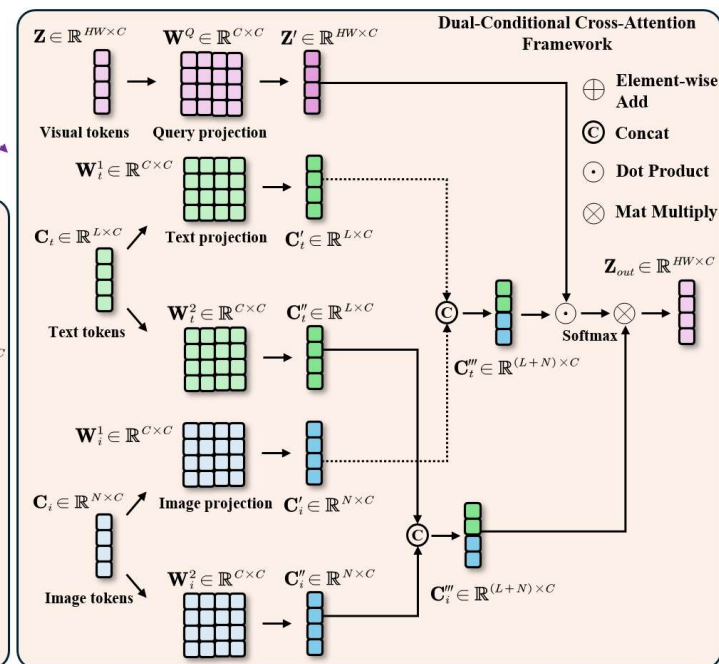 Dual-Conditional Cross-Attention
Framework
Z ∈ ℝ^{HW×C}
W^Q ∈ ℝ^{C×C}
Z′ ∈ ℝ^{HW×C}
Visual tokens
Query projection
Element-wise
Add
C Concat
Dot Product
Mat Multiply
W_t^1 ∈ ℝ^{C×C}
C_t ∈ ℝ^{L×C}
Text projection
C′_t ∈ ℝ^{L×C}
Text tokens
W_t^2 ∈ ℝ^{C×C}
C″_t ∈ ℝ^{L×C}
C
C‴_t ∈ ℝ^{(L+N)×C}
Softmax
Z_{out} ∈ ℝ^{HW×C}
W_i^1 ∈ ℝ^{C×C}
C_i ∈ ℝ^{N×C}
Image projection
C′_i ∈ ℝ^{N×C}
Image tokens
W_i^2 ∈ ℝ^{C×C}
C″_i ∈ ℝ^{N×C}
C
C‴_i ∈ ℝ^{(L+N)×C}